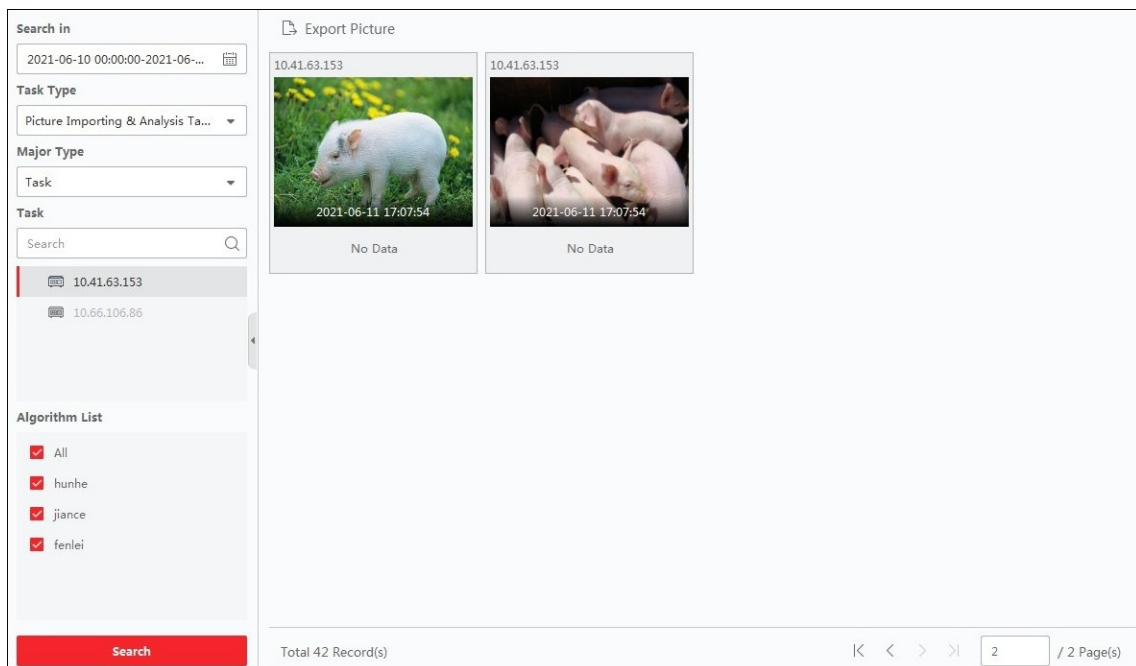 Search in
2021-06-10 00:00:00-2021-06-...
Task Type
Picture Importing & Analysis Ta...
Major Type
Task
Task
Search
10.41.63.153
10.66.106.86
Algorithm List
All
hunhe
jiance
fenlei
Search
Export Picture
10.41.63.153
2021-06-11 17:07:54
No Data
10.41.63.153
2021-06-11 17:07:54
No Data
Total 42 Record(s)
2 / 2 Page(s)